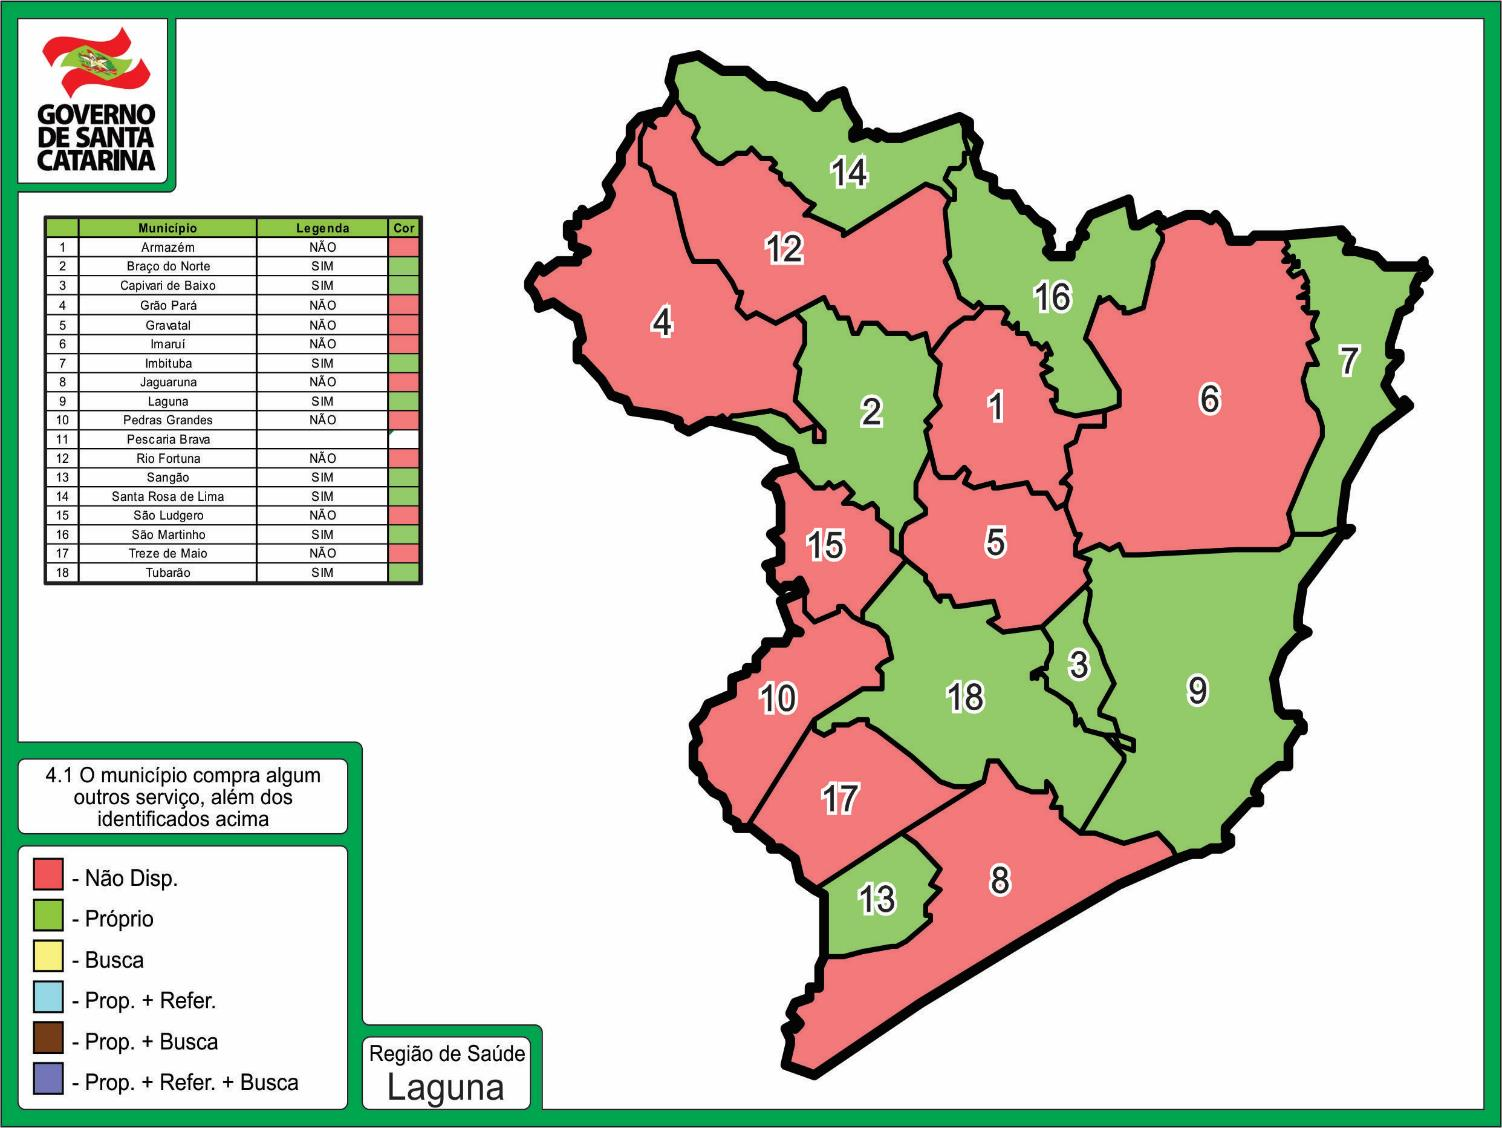 GOVERNO
DE SANTA
CATARINA
Município Legenda Cor
1 Armazém NÃO
2 Braço do Norte SIM
3 Capivari de Baixo SIM
4 Grão Pará NÃO
5 Gravatal NÃO
6 Imaruí NÃO
7 Imbituba SIM
8 Jaguaruna NÃO
9 Laguna SIM
10 Pedras Grandes NÃO
11 Pescaria Brava
12 Rio Fortuna NÃO
13 Sangão SIM
14 Santa Rosa de Lima SIM
15 São Ludgero NÃO
16 São Martinho SIM
17 Treze de Maio NÃO
18 Tubarão SIM
14
12
16
4
7
6
2
1
15
5
3
10
18
9
17
8
13
4.1 O município compra algum
outros serviço, além dos
identificados acima
- Não Disp.
- Próprio
- Busca
- Prop. + Refer.
- Prop. + Busca
- Prop. + Refer. + Busca
Região de Saúde
Laguna